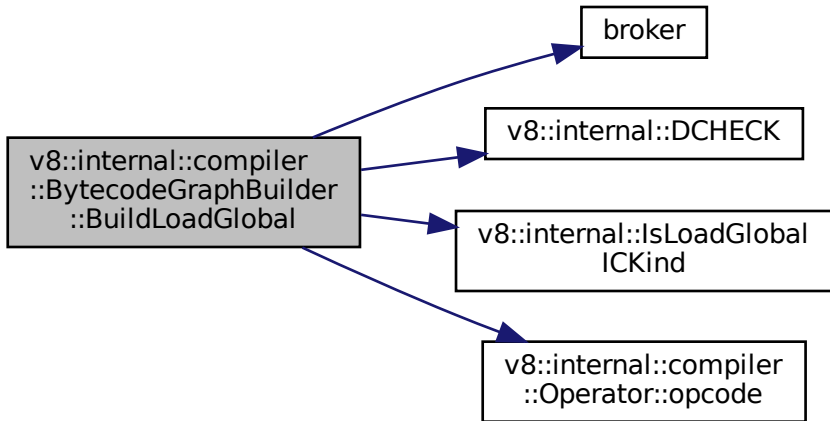 v8::internal::compiler
::BytecodeGraphBuilder
::BuildLoadGlobal
broker
v8::internal::DCHECK
v8::internal::IsLoadGlobal
ICKind
v8::internal::compiler
::Operator::opcode